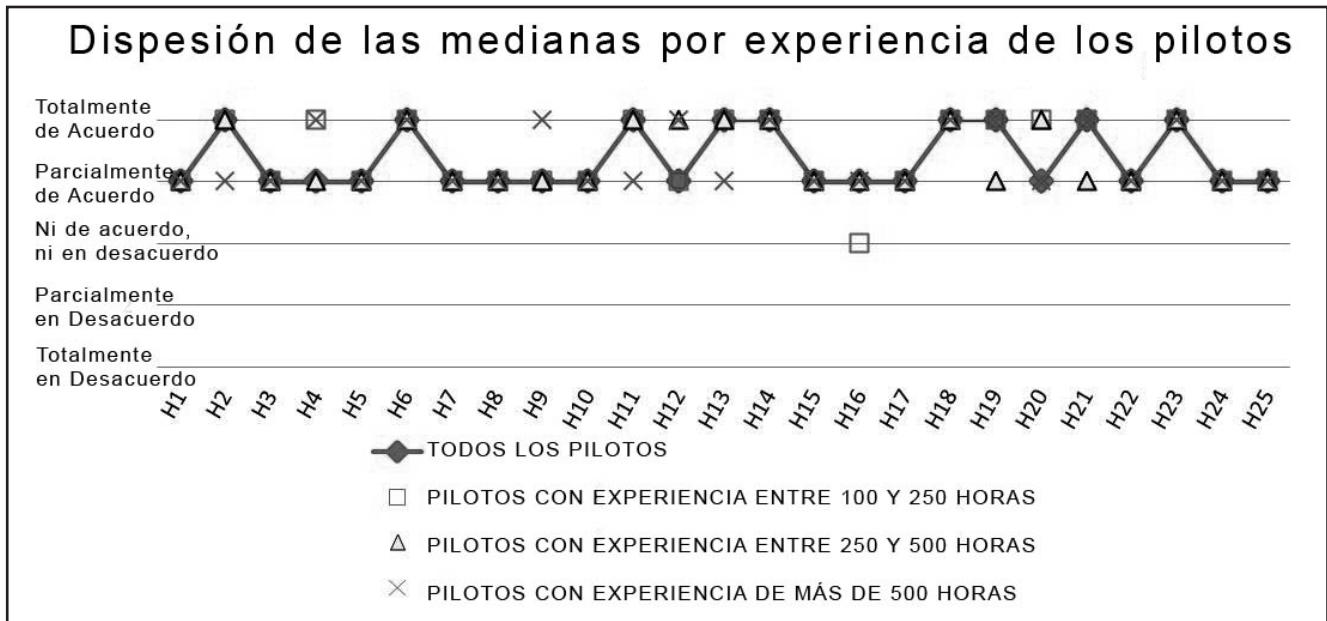 Dispesión de las medianas por experiencia de los pilotos
Totalmente
de Acuerdo
Parcialmente
de Acuerdo
Ni de acuerdo,
ni en desacuerdo
Parcialmente
en Desacuerdo
Totalmente
en Desacuerdo
H1 H2 H3 H4 H5 H6 H7 H8 H9 H10 H11 H12 H13 H14 H15 H16 H17 H18 H19 H20 H21 H22 H23 H24 H25
TODOS LOS PILOTOS
PILOTOS CON EXPERIENCIA ENTRE 100 Y 250 HORAS
PILOTOS CON EXPERIENCIA ENTRE 250 Y 500 HORAS
PILOTOS CON EXPERIENCIA DE MÁS DE 500 HORAS